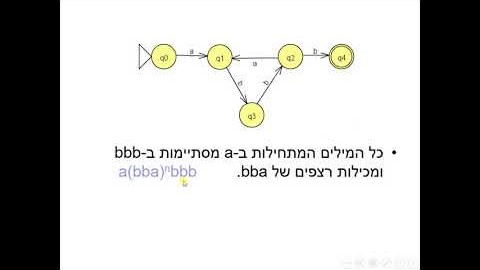 q0
a
q1
a
q2
b
q4
b
q3
• כל המילים המתחילות ב-a מסתיימות ב-bbb
ומכילות רצפים של bba. a(bba)ⁿbbb